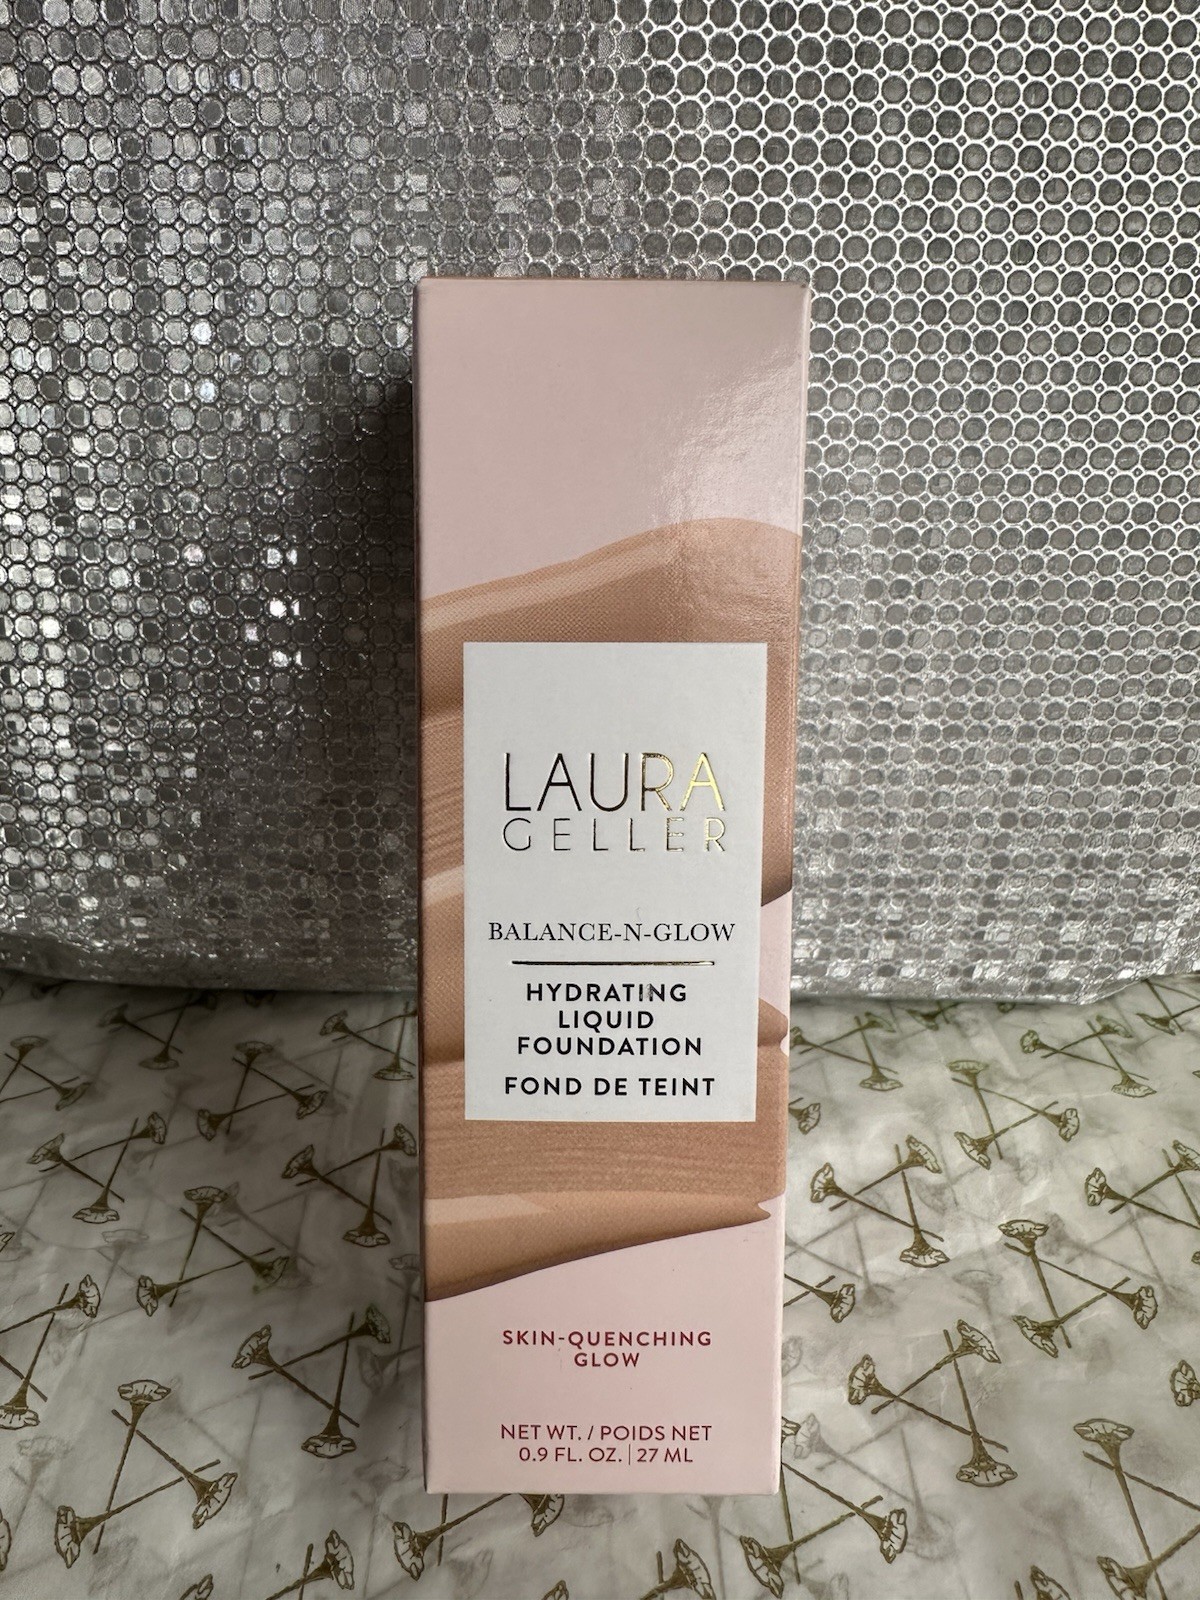 LAURA
GELLER
BALANCE-N-GLOW
HYDRATING
LIQUID
FOUNDATION
FOND DE TEINT
SKIN-QUENCHING
GLOW
NET WT. / POIDS NET
0.9 FL. OZ. | 27 ML